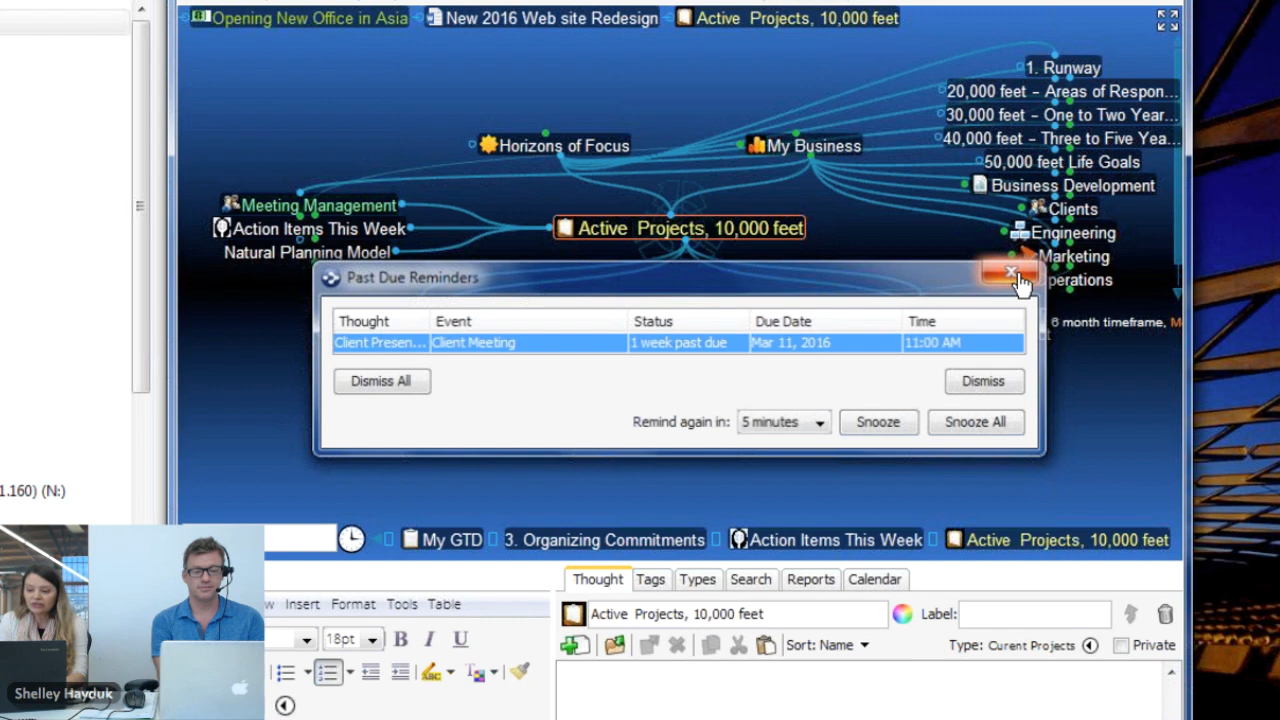 Opening New Office in Asia
New 2016 Web site Redesign
Active Projects, 10,000 feet
1. Runway
20,000 feet - Areas of Respon...
30,000 feet - One to Two Year...
40,000 feet - Three to Five Yea...
50,000 feet Life Goals
Horizons of Focus
My Business
Business Development
Meeting Management
Clients
Action Items This Week
Active Projects, 10,000 feet
Engineering
Natural Planning Model
Marketing
perations
Past Due Reminders
6 month timeframe, M
Thought Event Status Due Date Time
Client Presen... Client Meeting 1 week past due Mar 11, 2016 11:00 AM
Dismiss All
Dismiss
Remind again in: 5 minutes Snooze Snooze All
1.160) (N:)
My GTD
3. Organizing Commitments
Action Items This Week
Active Projects, 10,000 feet
Thought Tags Types Search Reports Calendar
w Insert Format Tools Table
Active Projects, 10,000 feet
Label:
18pt B I U
Sort: Name
Type: Curent Projects
Private
ABC
T
Shelley Hayduk